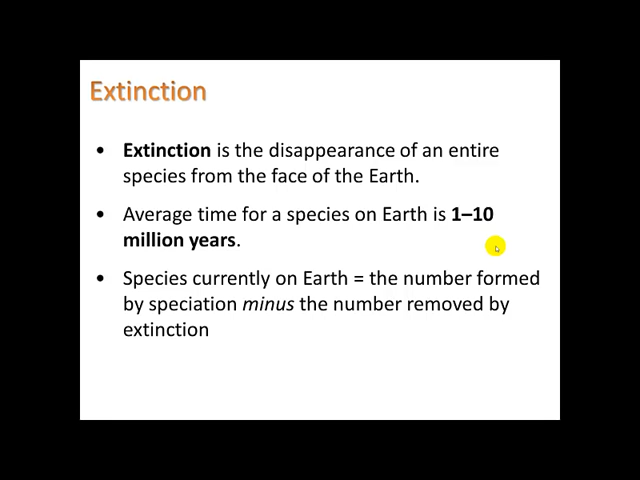 Extinction
• Extinction is the disappearance of an entire
species from the face of the Earth.
• Average time for a species on Earth is 1–10
million years.
• Species currently on Earth = the number formed
by speciation minus the number removed by
extinction